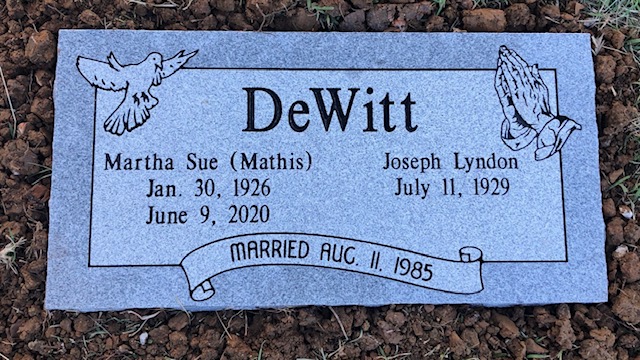 DeWitt
Martha Sue (Mathis)
Jan. 30, 1926
June 9, 2020
Joseph Lyndon
July 11, 1929
MARRIED AUG. 11, 1985